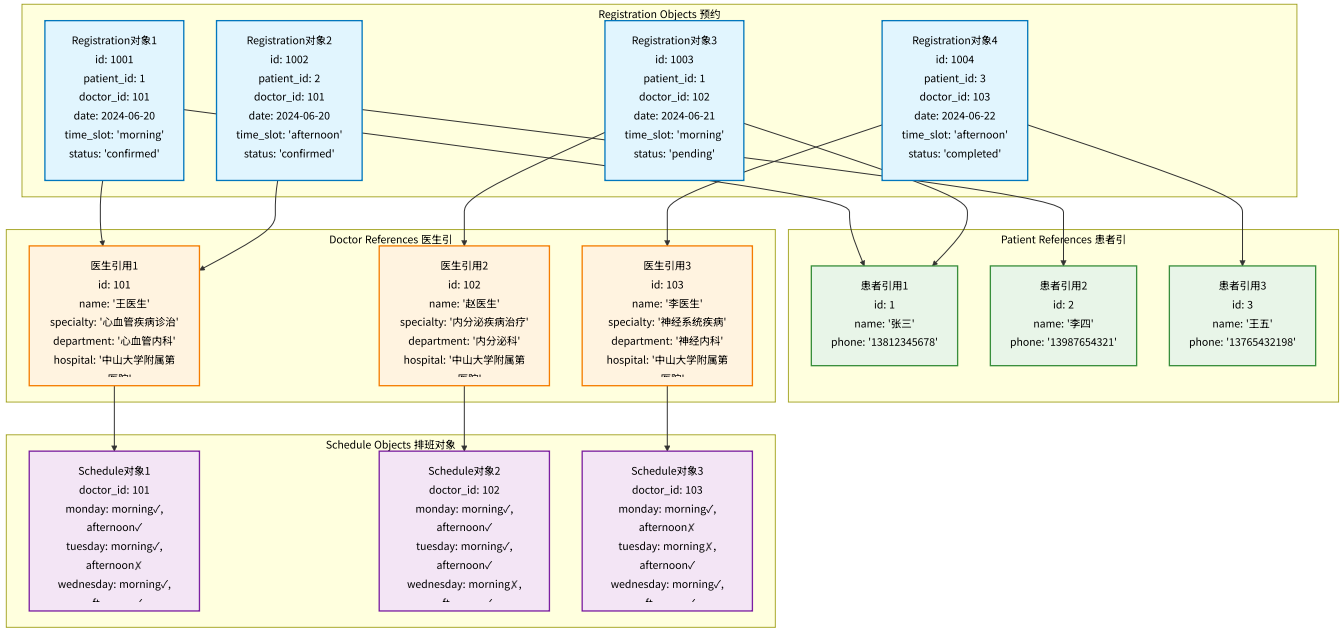 Registration Objects 预约
Registration对象1
id: 1001
patient_id: 1
doctor_id: 101
date: 2024-06-20
time_slot: 'morning'
status: 'confirmed'
Registration对象2
id: 1002
patient_id: 2
doctor_id: 101
date: 2024-06-20
time_slot: 'afternoon'
status: 'confirmed'
Registration对象3
id: 1003
patient_id: 1
doctor_id: 102
date: 2024-06-21
time_slot: 'morning'
status: 'pending'
Registration对象4
id: 1004
patient_id: 3
doctor_id: 103
date: 2024-06-22
time_slot: 'afternoon'
status: 'completed'
Doctor References 医生引
医生引用1
id: 101
name: '王医生'
specialty: '心血管疾病诊治'
department: '心血管内科'
hospital: '中山大学附属第
医生引用2
id: 102
name: '赵医生'
specialty: '内分泌疾病治疗'
department: '内分泌科'
hospital: '中山大学附属第
医生引用3
id: 103
name: '李医生'
specialty: '神经系统疾病'
department: '神经内科'
hospital: '中山大学附属第
Patient References 患者引
患者引用1
id: 1
name: '张三'
phone: '13812345678'
患者引用2
id: 2
name: '李四'
phone: '13987654321'
患者引用3
id: 3
name: '王五'
phone: '13765432198'
Schedule Objects 排班对象
Schedule对象1
doctor_id: 101
monday: morning✓,
afternoon✓
tuesday: morning✓,
afternoon✗
wednesday: morning✓,
Schedule对象2
doctor_id: 102
monday: morning✓,
afternoon✓
tuesday: morning✓,
afternoon✓
wednesday: morning✗,
Schedule对象3
doctor_id: 103
monday: morning✓,
afternoon✗
tuesday: morning✗,
afternoon✓
wednesday: morning✓,